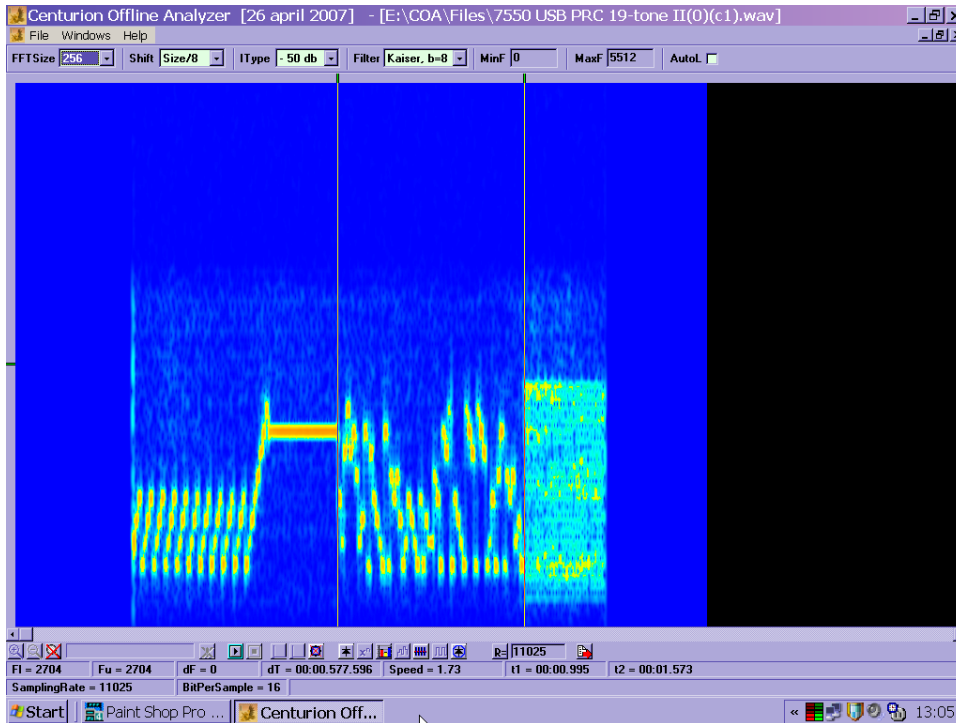 Centurion Offline Analyzer [26 april 2007] - [E:\COA\Files\7550 USB PRC 19-tone II(0)(c1).wav]
File Windows Help
FFTSize 256 Shift Size/8 IType - 50 db Filter Kaiser, b=8 MinF 0 MaxF 5512 AutoL
R= 11025
Fl = 2704 Fu = 2704 dF = 0 dT = 00:00.577.596 Speed = 1.73 t1 = 00:00.995 t2 = 00:01.573
SamplingRate = 11025 BitPerSample = 16
Start Paint Shop Pro ... Centurion Off... « 13:05